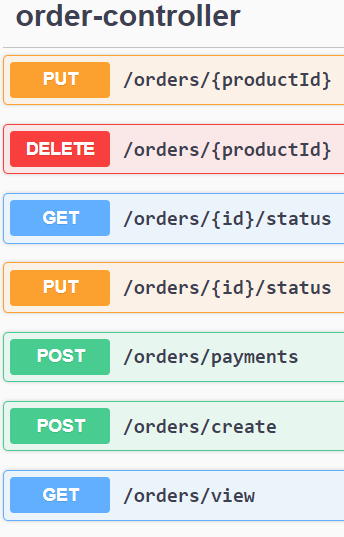 order-controller
PUT /orders/{productId}
DELETE /orders/{productId}
GET /orders/{id}/status
PUT /orders/{id}/status
POST /orders/payments
POST /orders/create
GET /orders/view